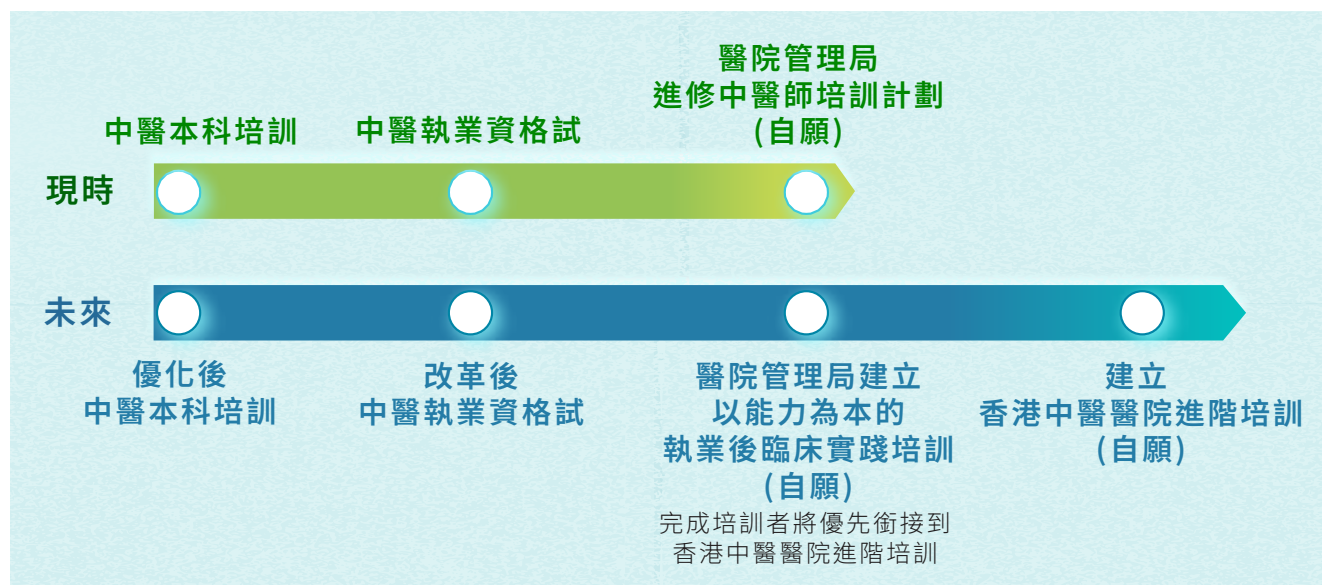 醫院管理局
進修中醫師培訓計劃
(自願)
中醫本科培訓
中醫執業資格試
現時
未來
優化後
中醫本科培訓
改革後
中醫執業資格試
醫院管理局建立
以能力為本的
執業後臨床實踐培訓
(自願)
完成培訓者將優先銜接到
香港中醫醫院進階培訓
建立
香港中醫醫院進階培訓
(自願)